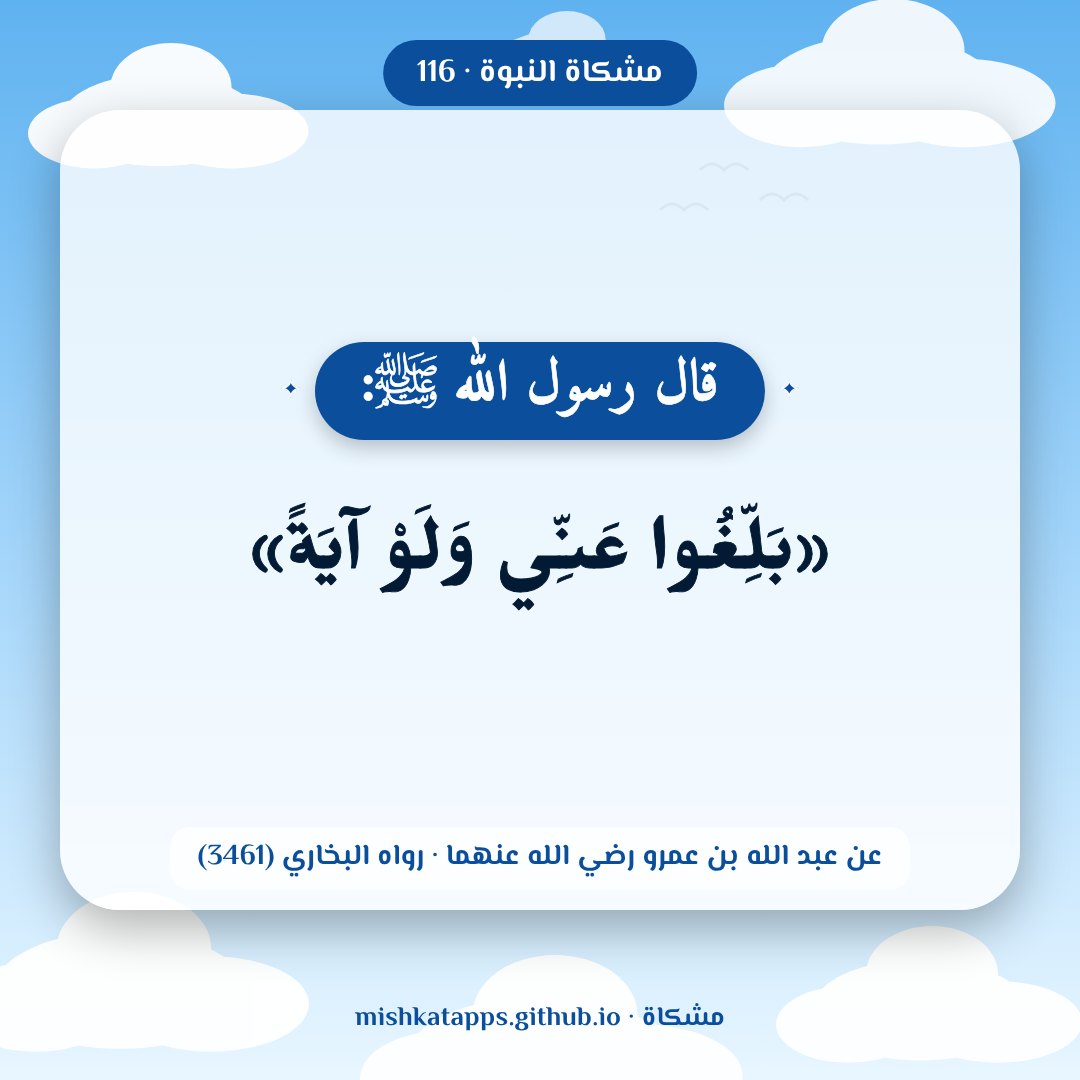 مشكاة النبوة · 116
قال رسول الله ﷺ:
«بَلِّغُوا عَنِّي وَلَوْ آيَةً»
عن عبد الله بن عمرو رضي الله عنهما · رواه البخاري (3461)
مشكاة · mishkatapps.github.io